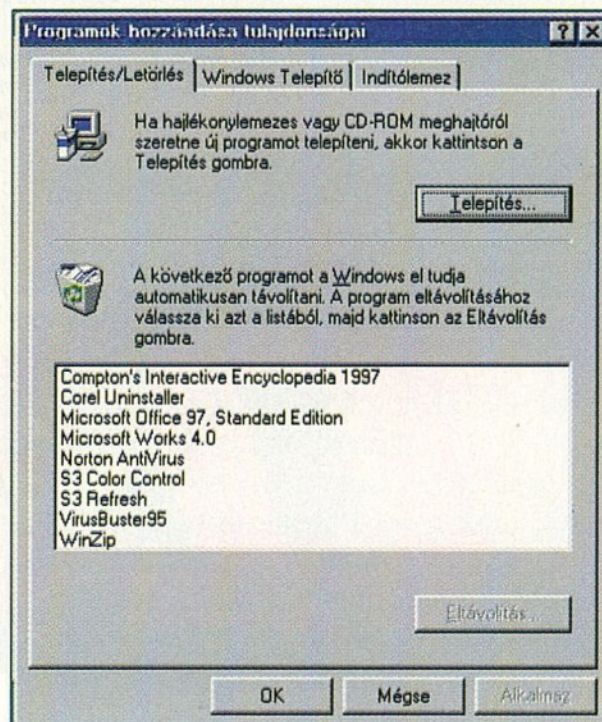 Programok hozzáadása tulajdonságai
Telepítés/Letörlés
Windows Telepítő
Indítólemez
Ha hajlékonylemezes vagy CD-ROM meghajtóról
szeretne új programot telepíteni, akkor kattintson a
Telepítés gombra.
Telepítés...
A következő programot a Windows el tudja
automatikusan távolítani. A program eltávolításához
válassza ki azt a listából, majd kattinson az Eltávolítás
gombra.
Compton's Interactive Encyclopedia 1997
Corel Uninstaller
Microsoft Office 97, Standard Edition
Microsoft Works 4.0
Norton AntiVirus
S3 Color Control
S3 Refresh
VirusBuster95
WinZip
Eltávolítás...
OK
Mégse
Alkalmaz